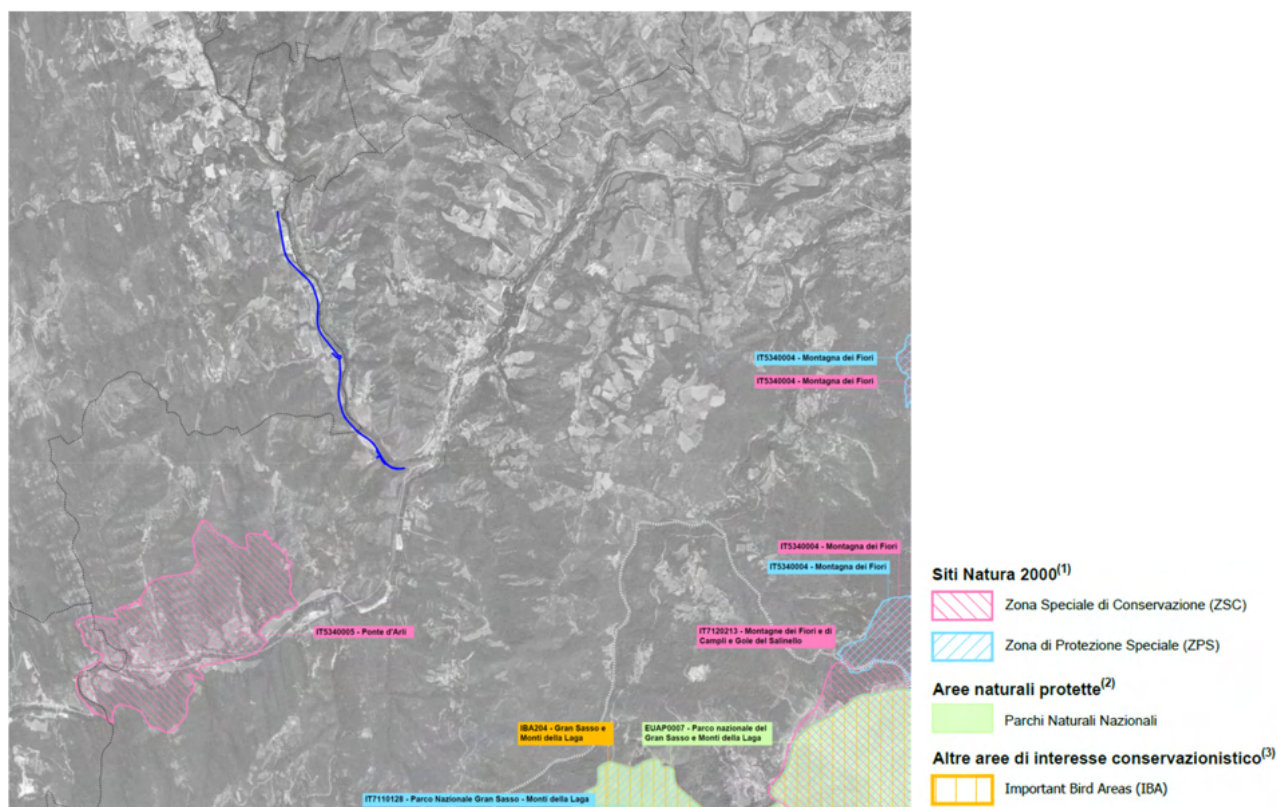 IT5340004 - Montagna dei Fiori
IT5340004 - Montagna dei Fiori
IT5340004 - Montagna dei Fiori
IT5340004 - Montagna dei Fiori
IT5340005 - Ponte d'Arli
IT7120213 - Montagne dei Fiori e di
Campli e Gole del Salinello
IBA204 - Gran Sasso e
Monti della Laga
EUAP0007 - Parco nazionale del
Gran Sasso e Monti della Laga
IT7110128 - Parco Nazionale Gran Sasso - Monti della Laga
Siti Natura 2000(1)
Zona Speciale di Conservazione (ZSC)
Zona di Protezione Speciale (ZPS)
Aree naturali protette(2)
Parchi Naturali Nazionali
Altre aree di interesse conservazionistico(3)
Important Bird Areas (IBA)